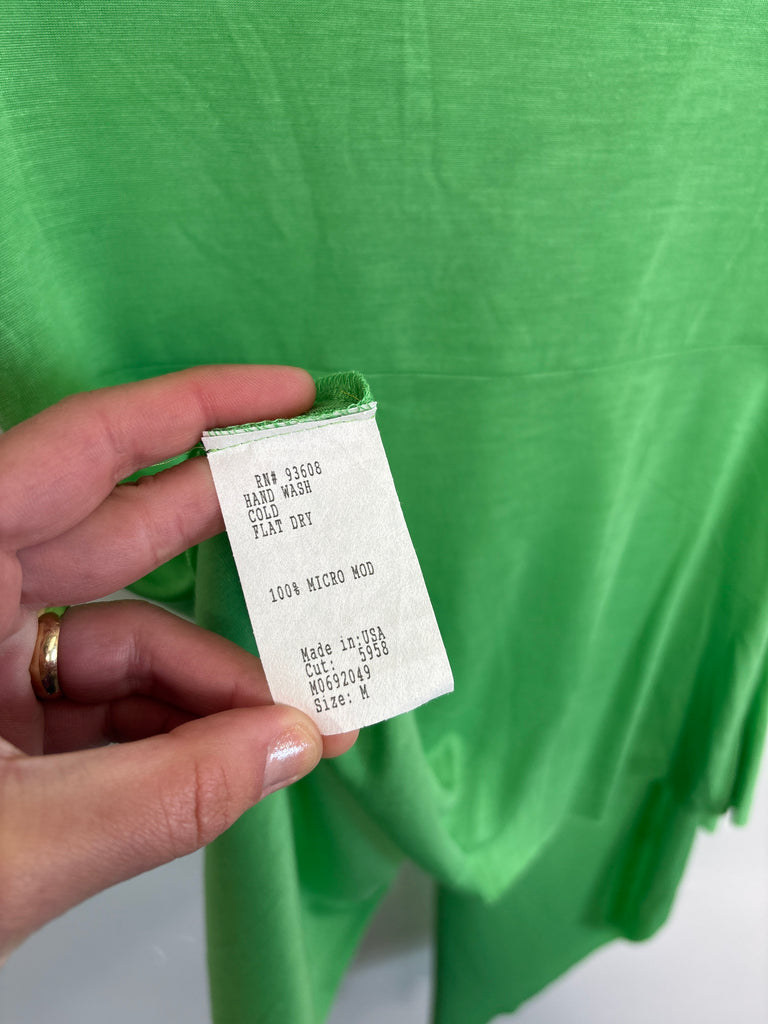 RN# 93608
HAND WASH
COLD
FLAT DRY
100% MICRO MOD
Made in:USA
Cut: 5958
M0692049
Size: M